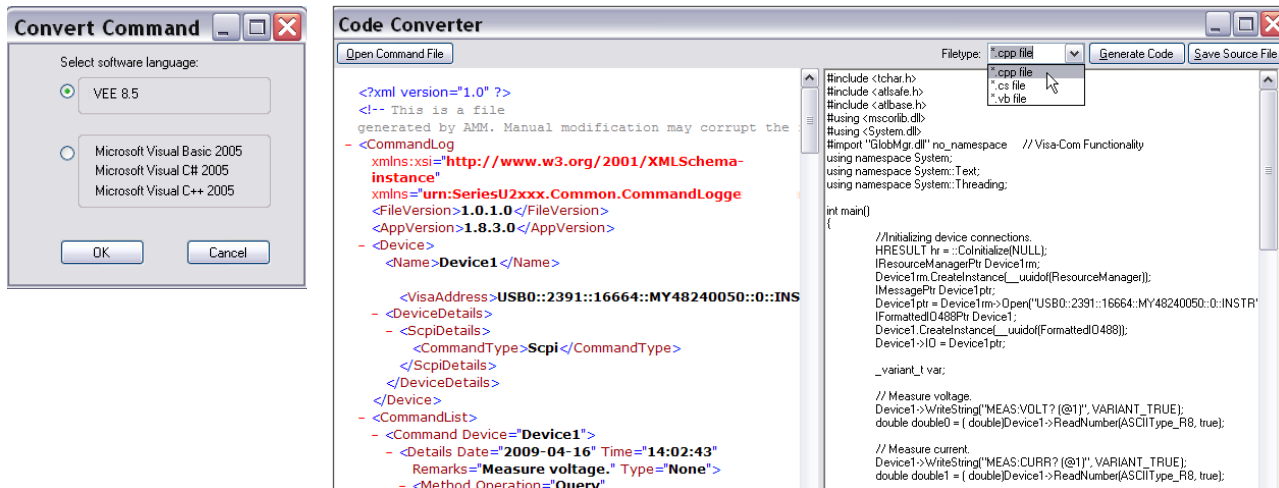 Convert Command
Select software language:
VEE 8.5
Microsoft Visual Basic 2005
Microsoft Visual C# 2005
Microsoft Visual C++ 2005
OK
Cancel
Code Converter
Open Command File
Filetype:
*.cpp file
Generate Code
Save Source File
*.cpp file
*.cs file
*.vb file
<?xml version="1.0" ?>
<!-- This is a file
generated by AMM. Manual modification may corrupt the
- <CommandLog
xmlns:xsi="http://www.w3.org/2001/XMLSchema-
instance"
xmlns="urn:SeriesU2xxx.Common.CommandLogge
<FileVersion>1.0.1.0</FileVersion>
<AppVersion>1.8.3.0</AppVersion>
- <Device>
<Name>Device1</Name>
<VisaAddress>USB0::2391::16664::MY48240050::0::INS
- <DeviceDetails>
- <ScpiDetails>
<CommandType>Scpi</CommandType>
</ScpiDetails>
</DeviceDetails>
</Device>
- <CommandList>
- <Command Device="Device1">
- <Details Date="2009-04-16" Time="14:02:43"
Remarks="Measure voltage." Type="None">
- <Method Operation="Query"
#include <tchar.h>
#include <atlsafe.h>
#include <atlbase.h>
#using <mscorlib.dll>
#using <System.dll>
#import "GlobMgr.dll" no_namespace // Visa-Com Functionality
using namespace System;
using namespace System::Text;
using namespace System::Threading;
int main()
{
//Initializing device connections.
HRESULT hr = ::CoInitialize(NULL);
IResourceManagerPtr Device1rm;
Device1rm.CreateInstance(__uuidof(ResourceManager));
IMessagePtr Device1ptr;
Device1ptr = Device1rm->Open("USB0::2391::16664::MY48240050::0::INSTR"
IFormattedIO488Ptr Device1;
Device1.CreateInstance(__uuidof(FormattedIO488));
Device1->IO = Device1ptr;
_variant_t var;
// Measure voltage.
Device1->WriteString("MEAS:VOLT? (@1)", VARIANT_TRUE);
double double0 = ( double)Device1->ReadNumber(ASCIIType_R8, true);
// Measure current.
Device1->WriteString("MEAS:CURR? (@1)", VARIANT_TRUE);
double double1 = ( double)Device1->ReadNumber(ASCIIType_R8, true);